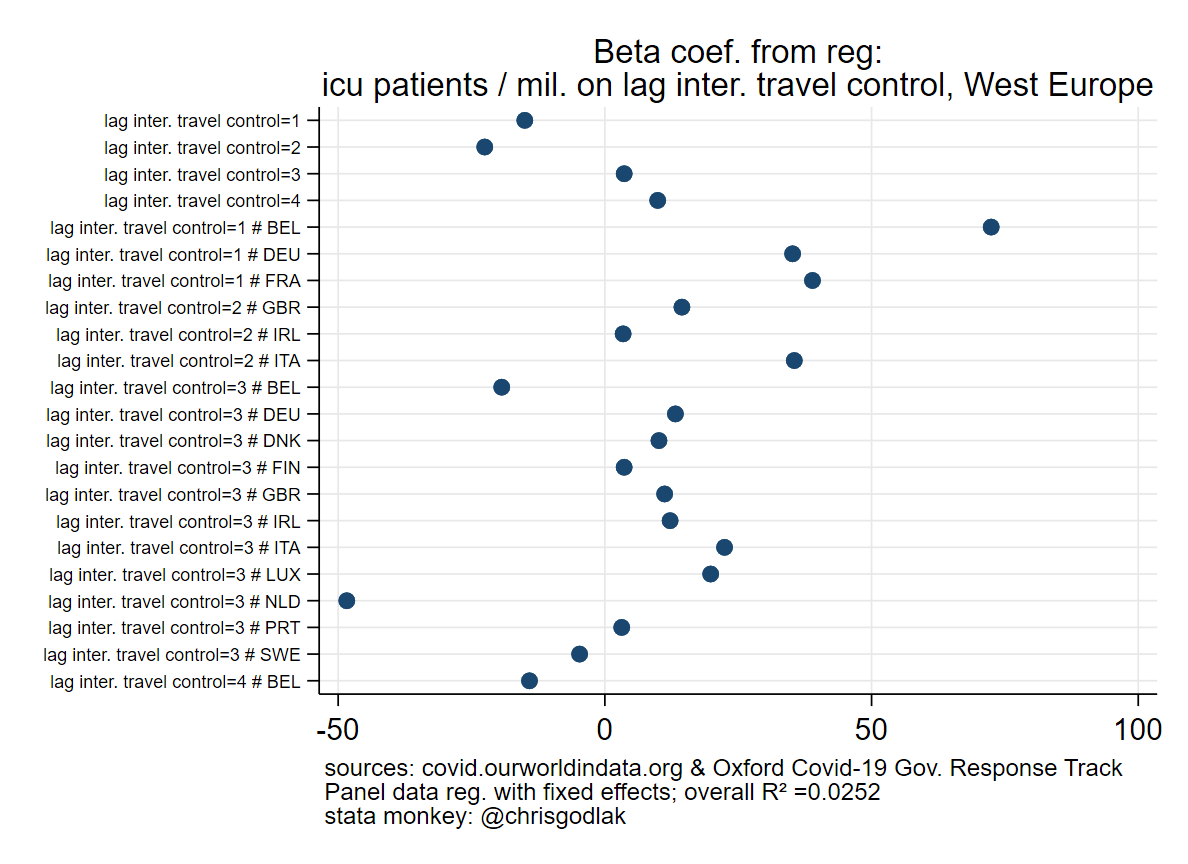 Beta coef. from reg:
icu patients / mil. on lag inter. travel control, West Europe
lag inter. travel control=1
lag inter. travel control=2
lag inter. travel control=3
lag inter. travel control=4
lag inter. travel control=1 # BEL
lag inter. travel control=1 # DEU
lag inter. travel control=1 # FRA
lag inter. travel control=2 # GBR
lag inter. travel control=2 # IRL
lag inter. travel control=2 # ITA
lag inter. travel control=3 # BEL
lag inter. travel control=3 # DEU
lag inter. travel control=3 # DNK
lag inter. travel control=3 # FIN
lag inter. travel control=3 # GBR
lag inter. travel control=3 # IRL
lag inter. travel control=3 # ITA
lag inter. travel control=3 # LUX
lag inter. travel control=3 # NLD
lag inter. travel control=3 # PRT
lag inter. travel control=3 # SWE
lag inter. travel control=4 # BEL
-50 0 50 100
sources: covid.ourworldindata.org & Oxford Covid-19 Gov. Response Track
Panel data reg. with fixed effects; overall R² =0.0252
stata monkey: @chrisgodlak